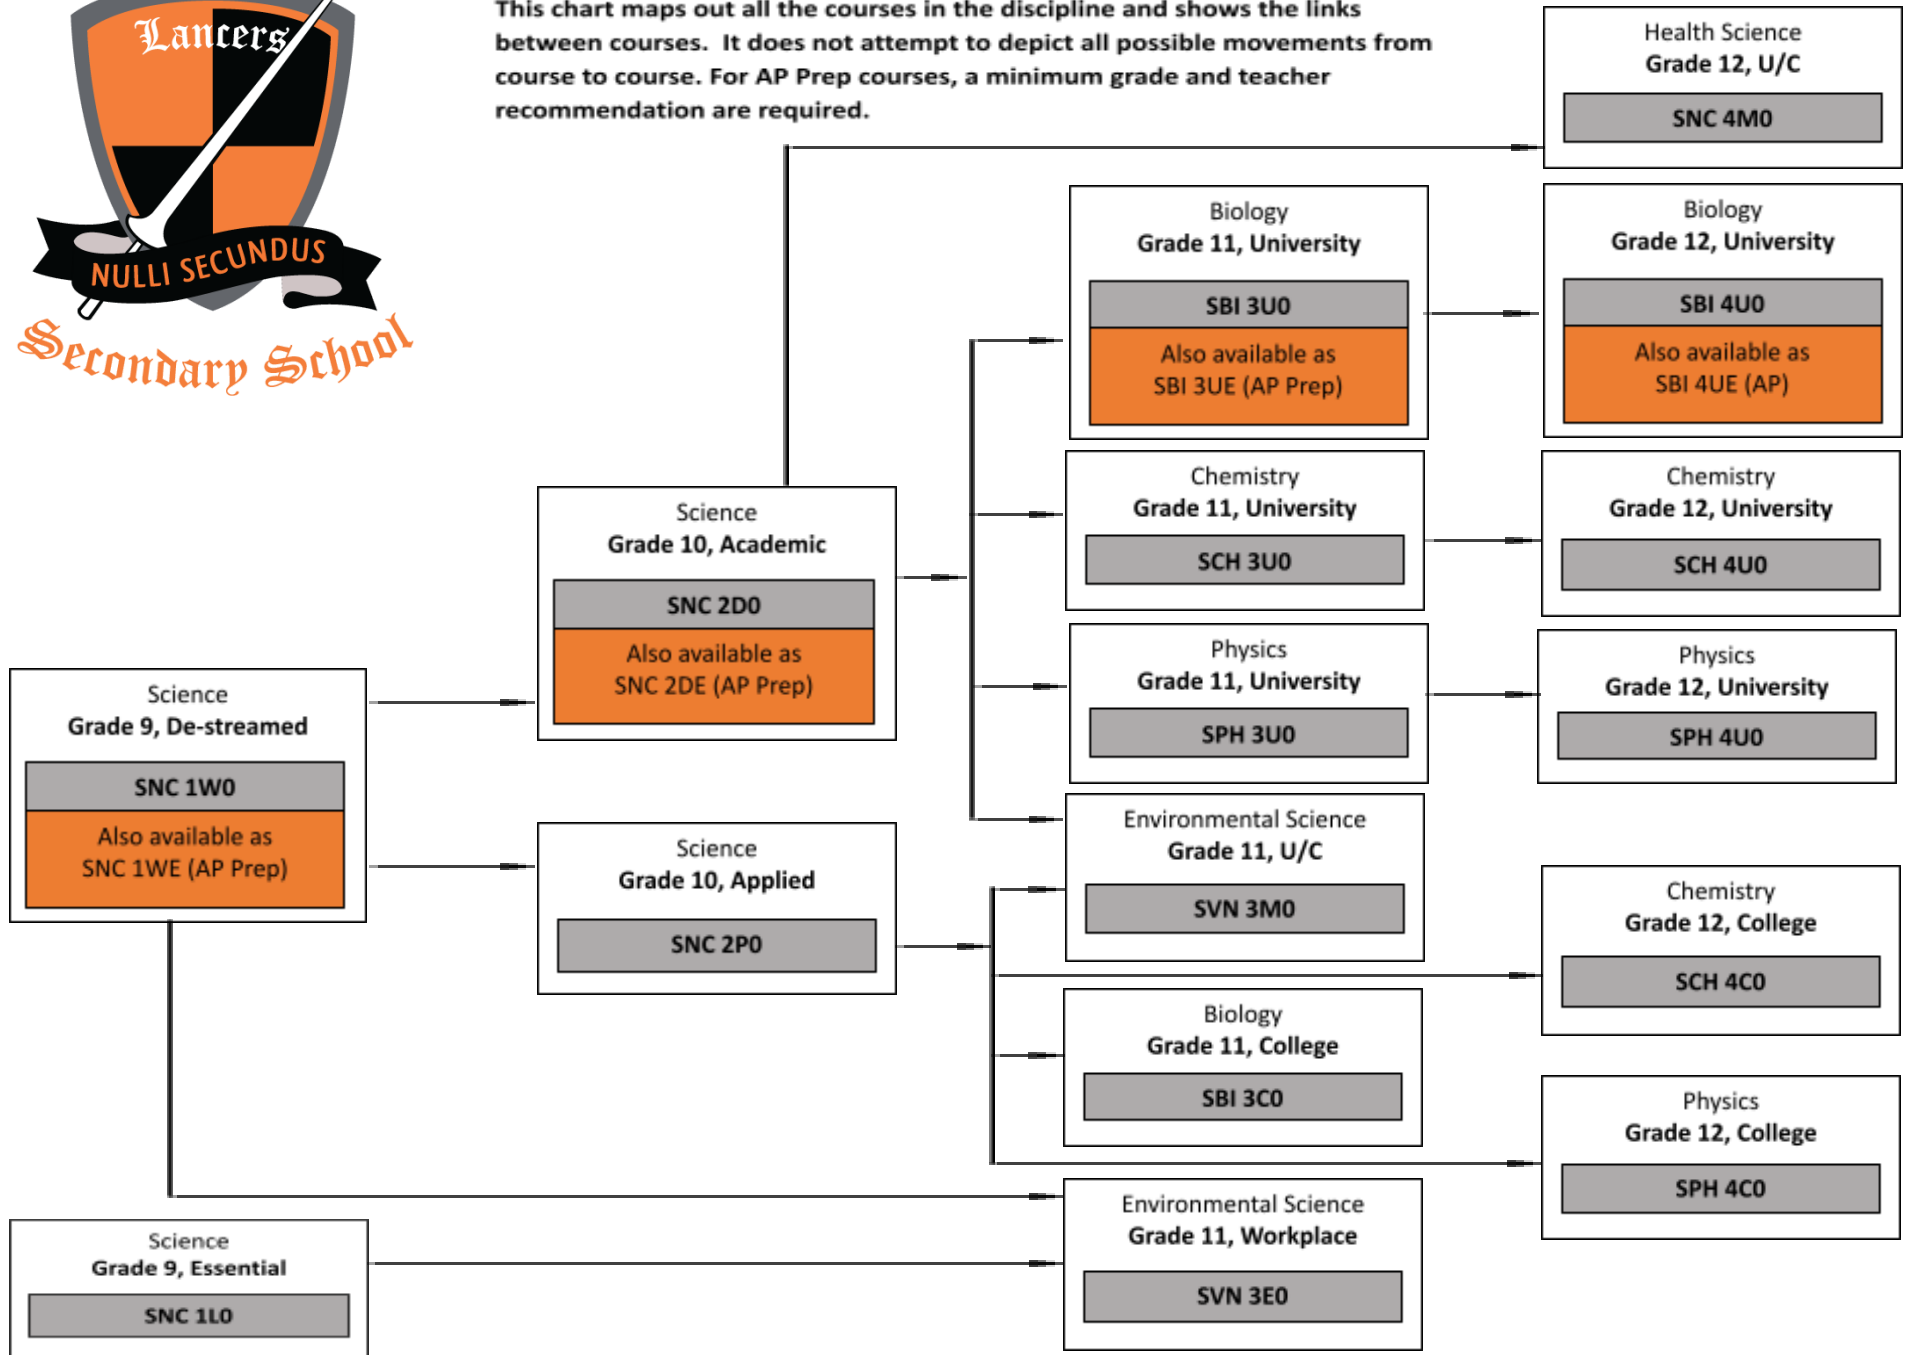 Lancers
NULLI SECUNDUS
Secondary School
This chart maps out all the courses in the discipline and shows the links
between courses. It does not attempt to depict all possible movements from
course to course. For AP Prep courses, a minimum grade and teacher
recommendation are required.
Science
Grade 9, De-streamed
SNC 1W0
Also available as
SNC 1WE (AP Prep)
Science
Grade 9, Essential
SNC 1L0
Science
Grade 10, Academic
SNC 2D0
Also available as
SNC 2DE (AP Prep)
Science
Grade 10, Applied
SNC 2P0
Biology
Grade 11, University
SBI 3U0
Also available as
SBI 3UE (AP Prep)
Chemistry
Grade 11, University
SCH 3U0
Physics
Grade 11, University
SPH 3U0
Environmental Science
Grade 11, U/C
SVN 3M0
Biology
Grade 11, College
SBI 3C0
Environmental Science
Grade 11, Workplace
SVN 3E0
Health Science
Grade 12, U/C
SNC 4M0
Biology
Grade 12, University
SBI 4U0
Also available as
SBI 4UE (AP)
Chemistry
Grade 12, University
SCH 4U0
Physics
Grade 12, University
SPH 4U0
Chemistry
Grade 12, College
SCH 4C0
Physics
Grade 12, College
SPH 4C0